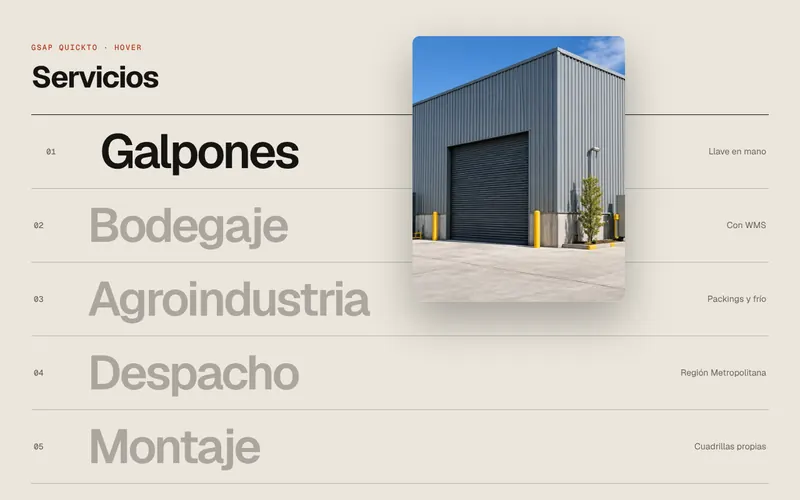 GSAP QUICKTO · HOVER
Servicios
01 Galpones Llave en mano
02 Bodegaje Con WMS
03 Agroindustria Packings y frío
04 Despacho Región Metropolitana
05 Montaje Cuadrillas propias